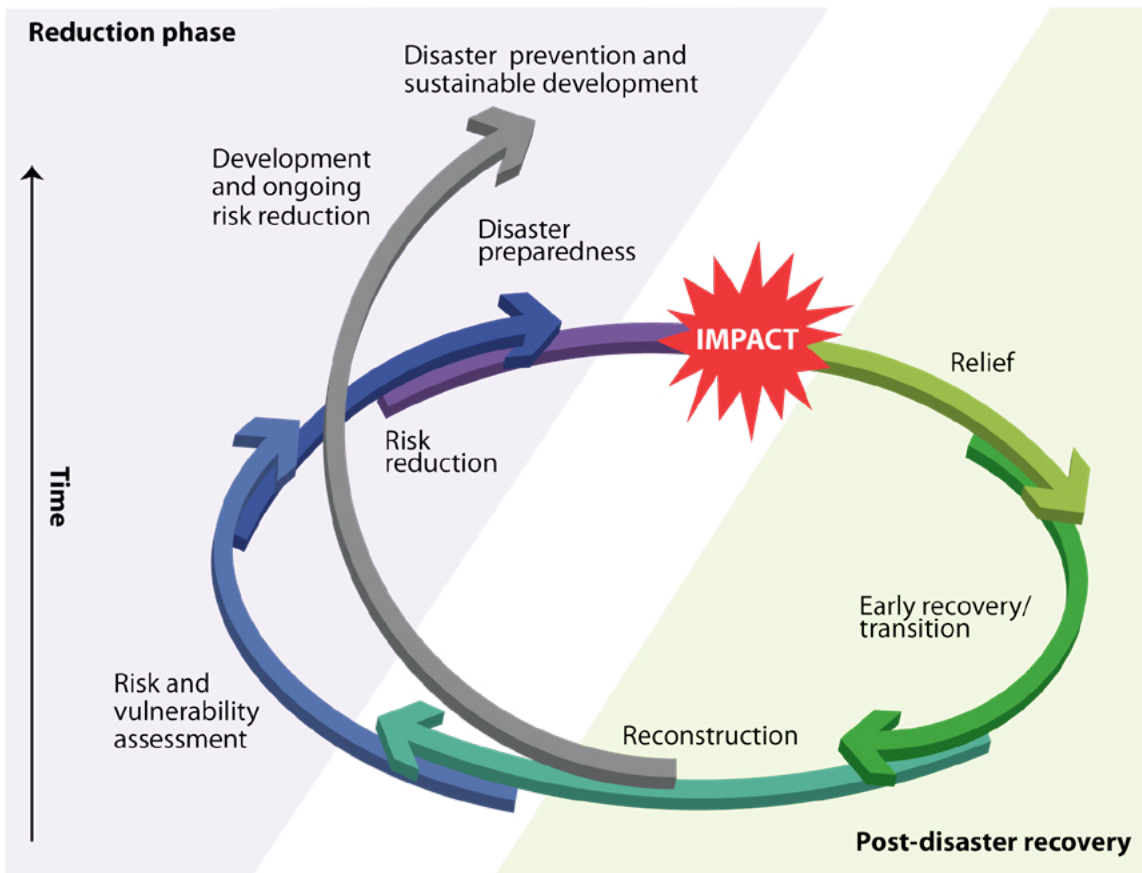 Reduction phase
Disaster prevention and
sustainable development
Development
and ongoing
risk reduction
Disaster
preparedness
IMPACT
Relief
Risk
reduction
Time
Early recovery/
transition
Risk and
vulnerability
assessment
Reconstruction
Post-disaster recovery